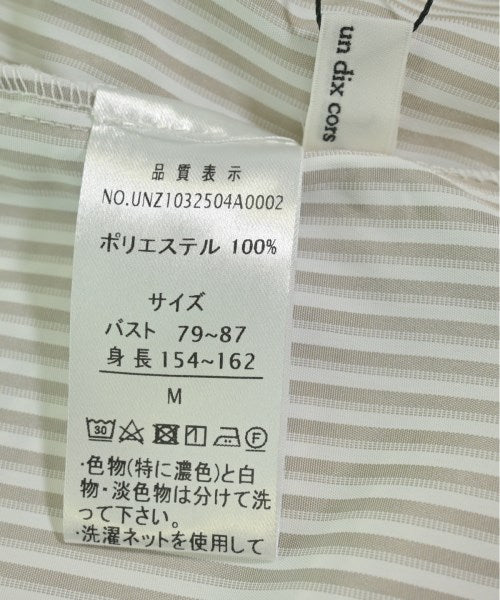 un dix cors
品質表示
NO.UNZ1032504A0002
ポリエステル 100%
サイズ
バスト 79~87
身長 154~162
M
30
F
・色物(特に濃色)と白
物・淡色物は分けて洗
って下さい。
・洗濯ネットを使用して